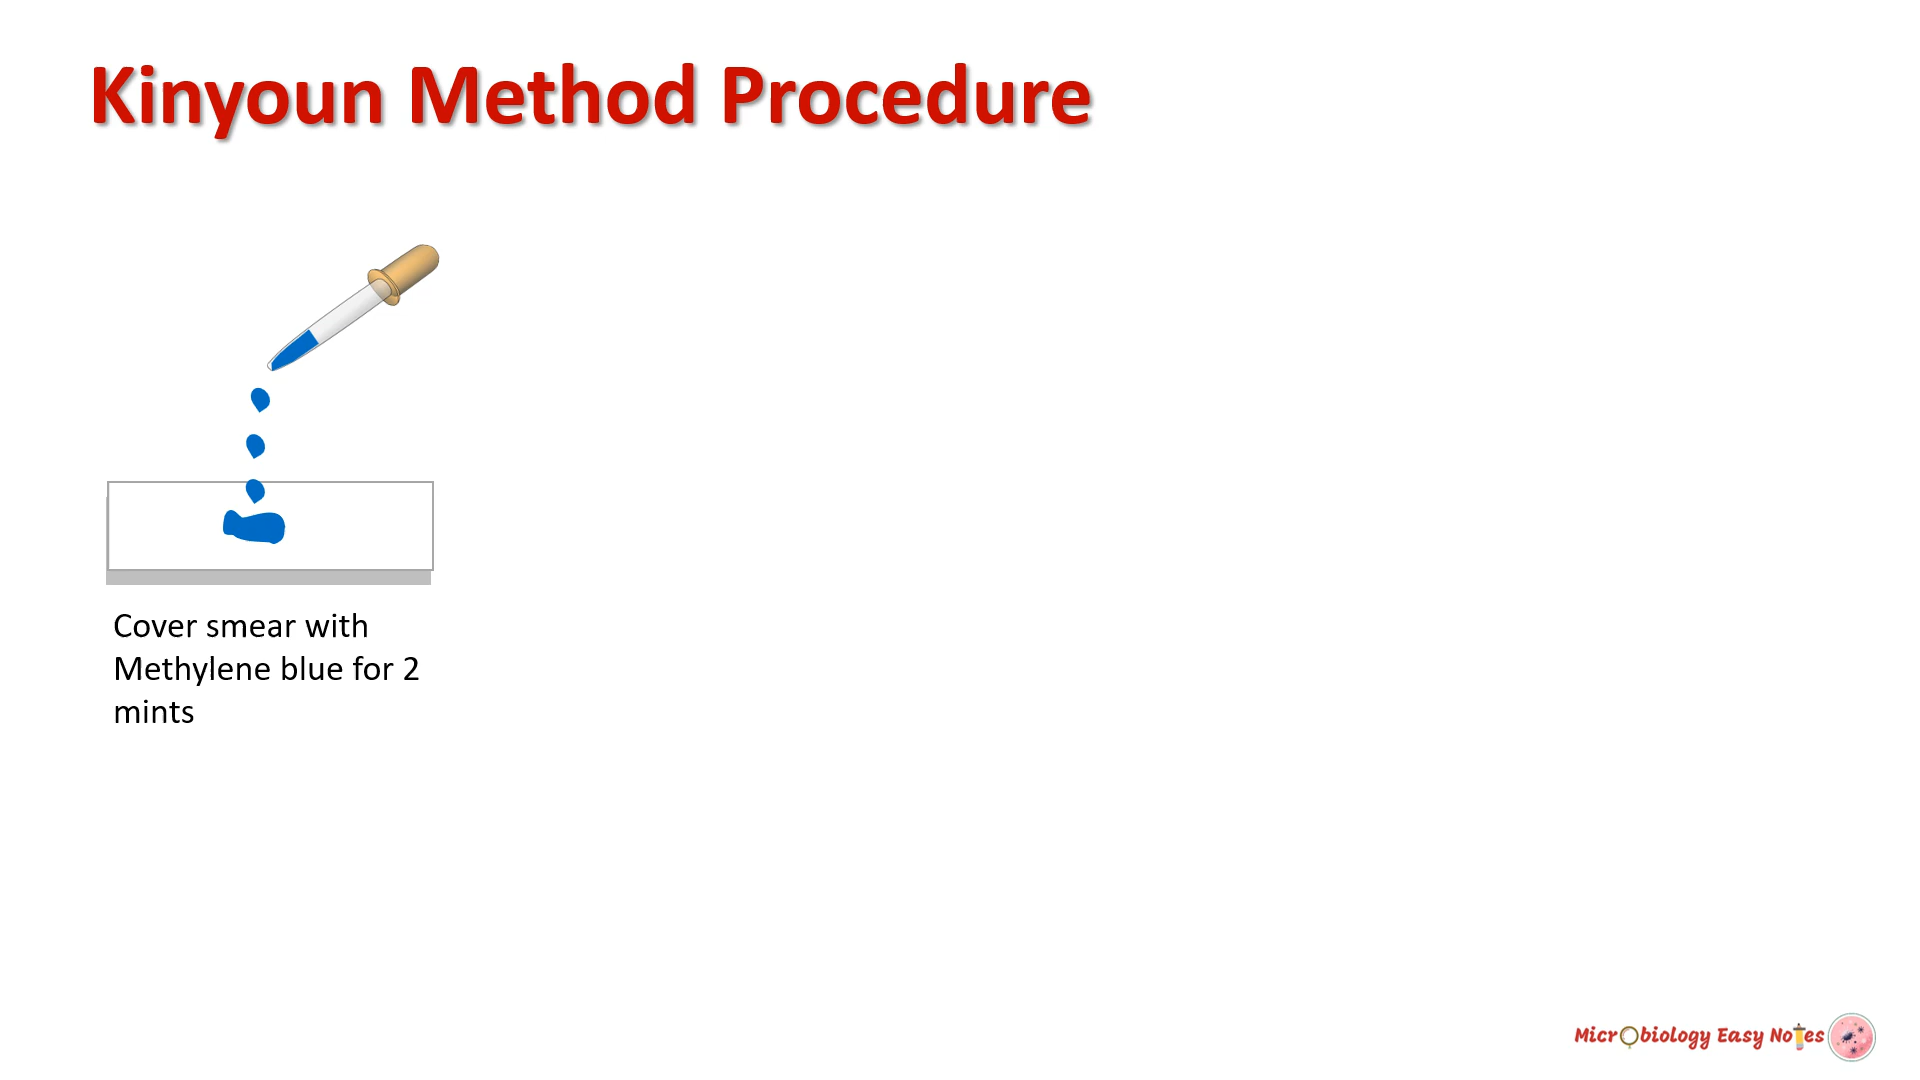 Kinyoun Method Procedure
Cover smear with
Methylene blue for 2
mints
Microbiology Easy Notes